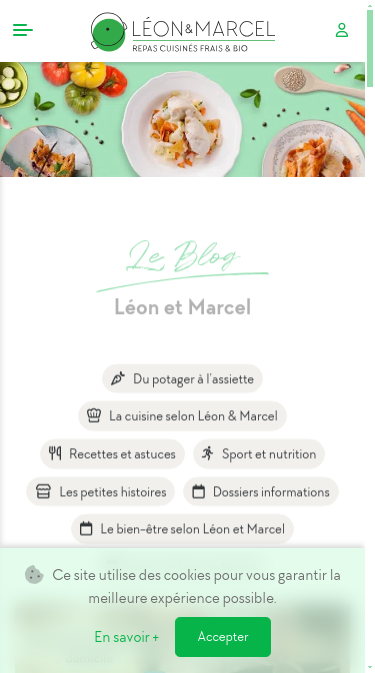 LÉON&MARCEL
REPAS CUISINÉS FRAIS & BIO
Le Blog
Léon et Marcel
Du potager à l'assiette
La cuisine selon Léon & Marcel
Recettes et astuces
Sport et nutrition
Les petites histoires
Dossiers informations
Le bien-être selon Léon et Marcel
Ce site utilise des cookies pour vous garantir la
meilleure expérience possible.
En savoir +
Accepter